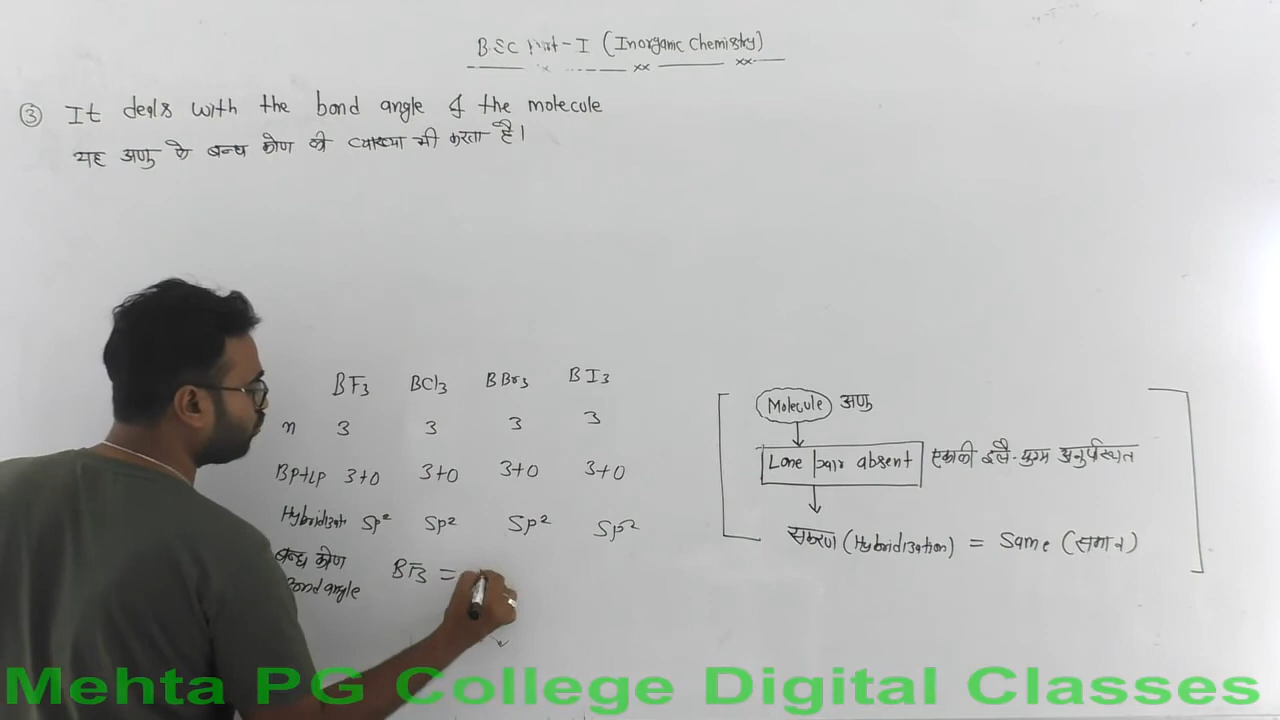 B.SC Part-I (Inorganic Chemistry)
③ It deals with the bond angle of the molecule
यह अणु के बन्ध कोण की व्याख्या भी करता है।
BF₃ BCl₃ BBr₃ BI₃
n 3 3 3 3
BP+LP 3+0 3+0 3+0 3+0
Hybridizati SP² SP² SP² SP²
बन्ध कोण
Bond angle BF₃ =
Molecule अणु
Lone pair absent एकाकी इलै-युग्म अनुपस्थित
संकरण (Hybridization) = Same (समान)
Mehta PG College Digital Classes